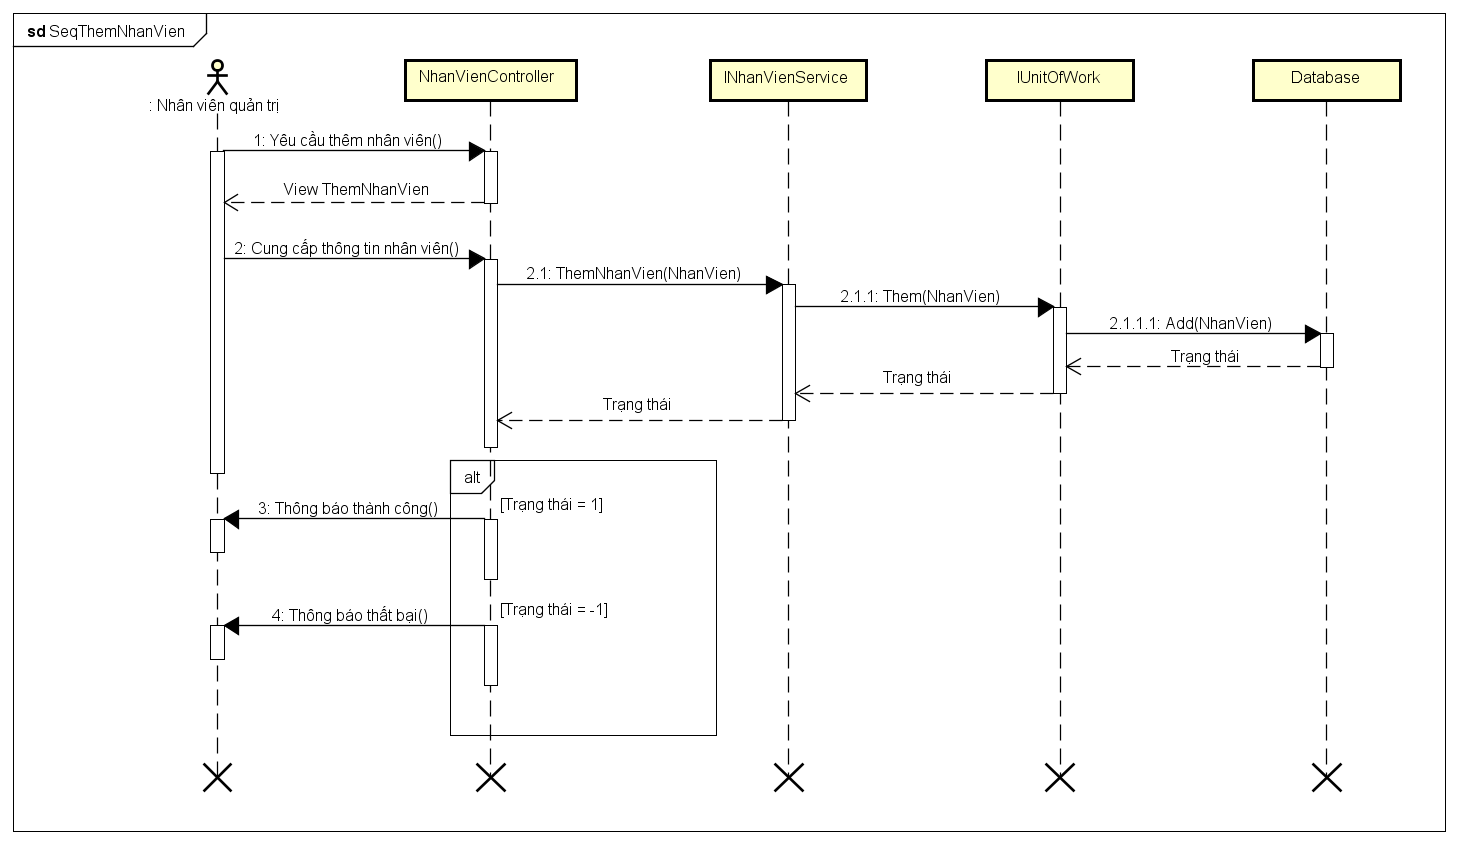 sd SeqThemNhanVien
: Nhân viên quản trị
NhanVienController
INhanVienService
IUnitOfWork
Database
1: Yêu cầu thêm nhân viên()
View ThemNhanVien
2: Cung cấp thông tin nhân viên()
2.1: ThemNhanVien(NhanVien)
2.1.1: Them(NhanVien)
2.1.1.1: Add(NhanVien)
Trạng thái
Trạng thái
Trạng thái
alt
[Trạng thái = 1]
3: Thông báo thành công()
[Trạng thái = -1]
4: Thông báo thất bại()